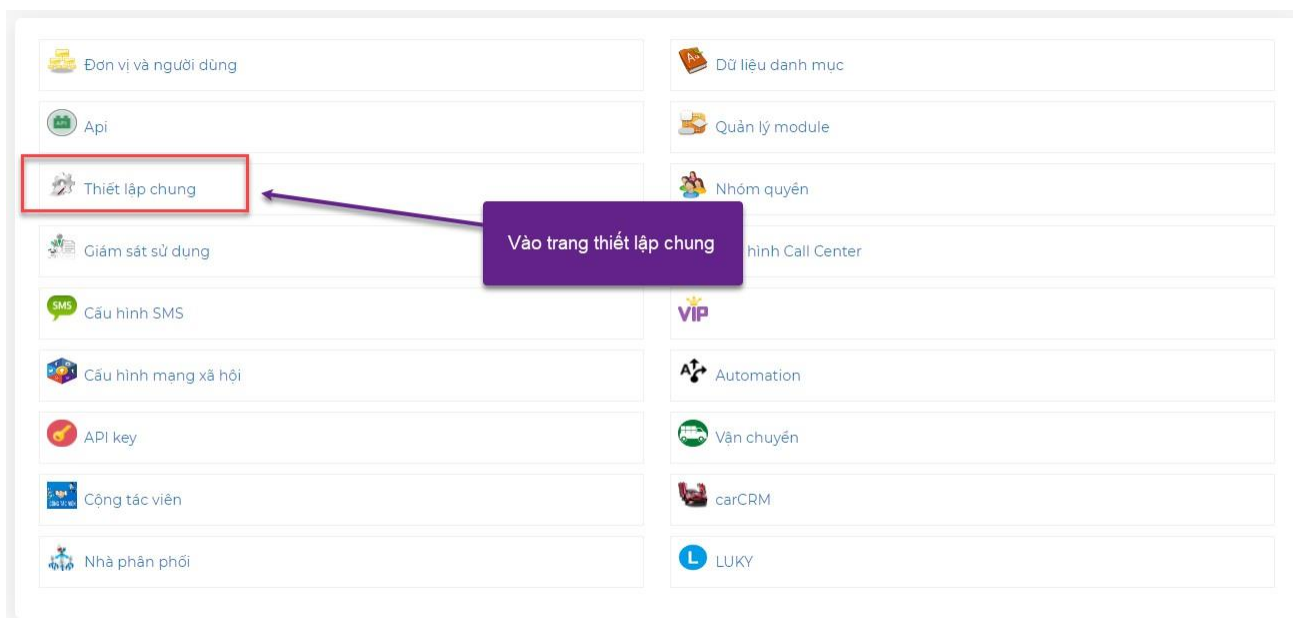 Đơn vị và người dùng
Dữ liệu danh mục
Api
Quản lý module
Thiết lập chung
Nhóm quyền
Vào trang thiết lập chung
Giám sát sử dụng
hình Call Center
SMS
Cấu hình SMS
VIP
Cấu hình mạng xã hội
Automation
API key
Vận chuyển
Cộng tác viên
carCRM
Nhà phân phối
L
LUKY